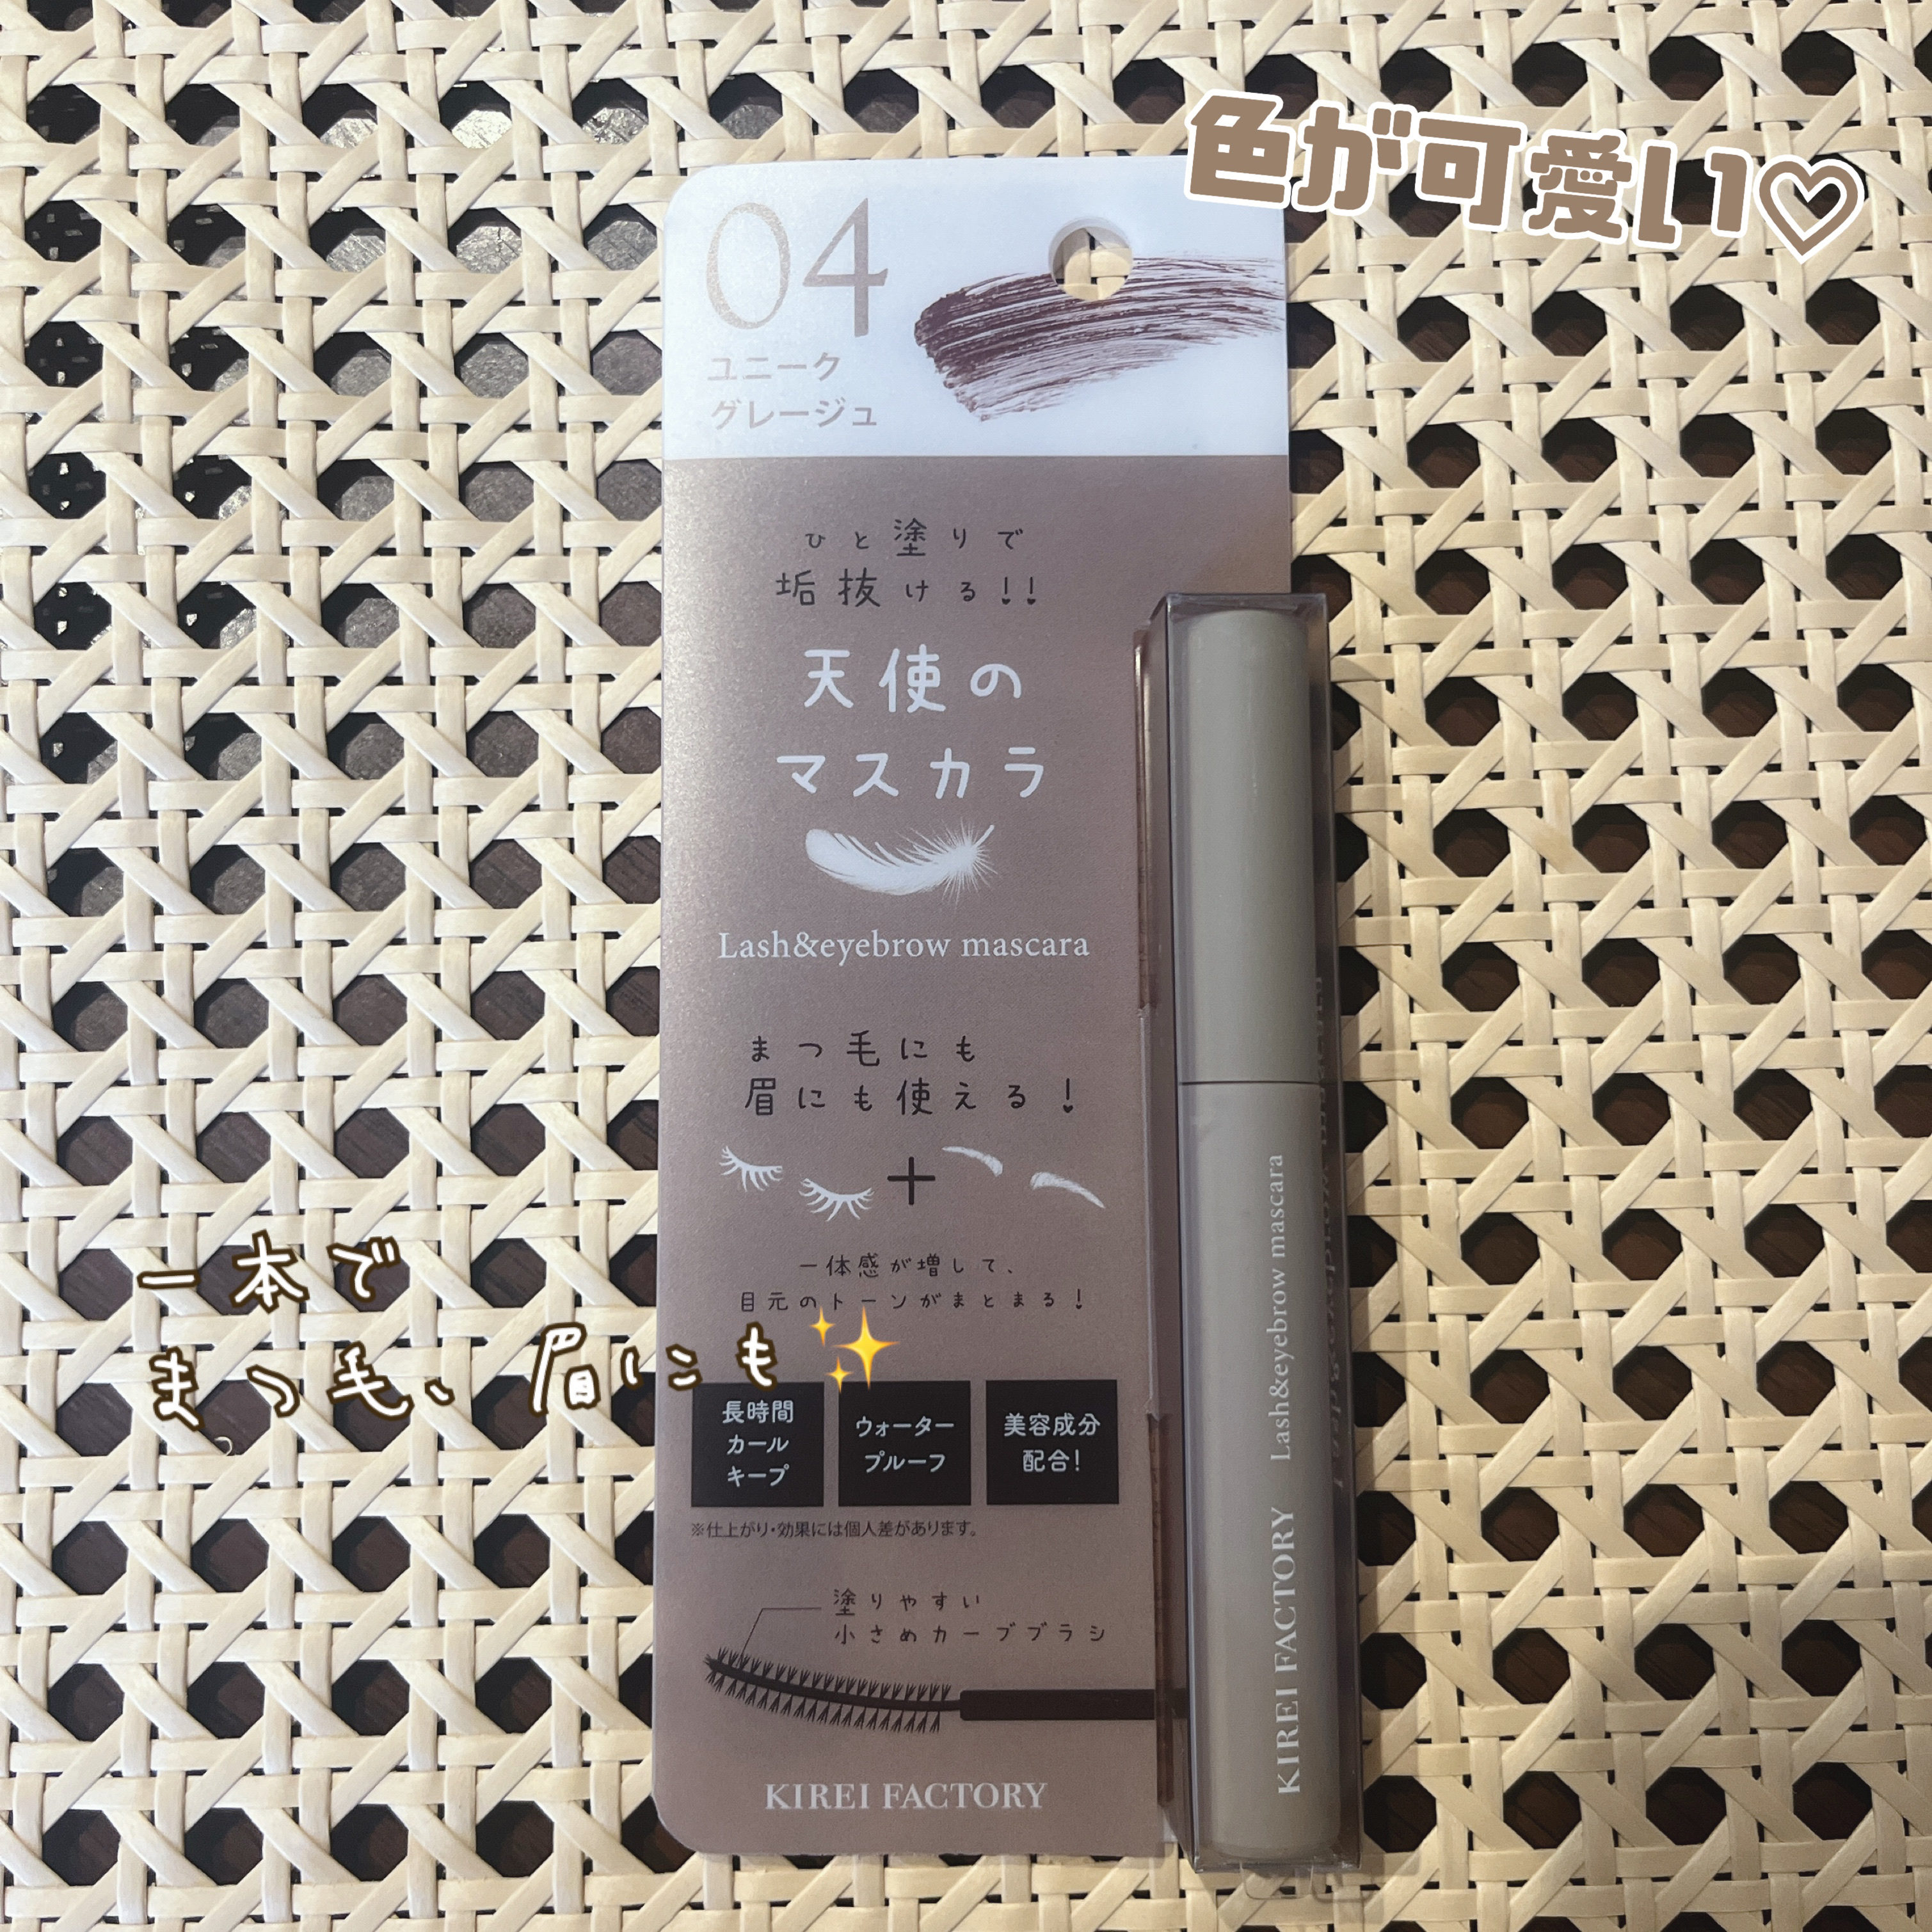 色が可愛い♡
04
ユニーク
グレージュ
ひと塗りで
垢抜ける!!
天使の
マスカラ
Lash&eyebrow mascara
まつ毛にも
眉にも使える!
+
一体感が増して、
目元のトーンがまとまる!
一本で
まつ毛、眉にも✨
長時間
カール
キープ
ウォーター
プルーフ
美容成分
配合!
※仕上がり・効果には個人差があります。
塗りやすい
小さめカーブブラシ
KIREI FACTORY
KIREI FACTORY Lash&eyebrow mascara